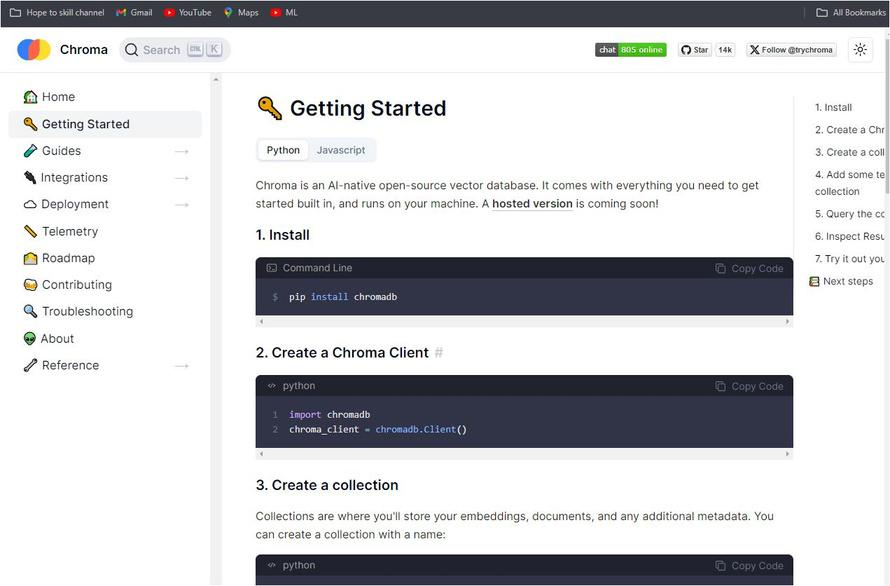 Hope to skill channel
Gmail
YouTube
Maps
ML
All Bookmarks
Chroma
Search CTRL K
chat 805 online
Star 14k
Follow @trychroma
Home
Getting Started
Guides
Integrations
Deployment
Telemetry
Roadmap
Contributing
Troubleshooting
About
Reference
Getting Started
Python Javascript
Chroma is an AI-native open-source vector database. It comes with everything you need to get
started built in, and runs on your machine. A hosted version is coming soon!
1. Install
Command Line
Copy Code
$ pip install chromadb
2. Create a Chroma Client #
python
Copy Code
1 import chromadb
2 chroma_client = chromadb.Client()
3. Create a collection
Collections are where you'll store your embeddings, documents, and any additional metadata. You
can create a collection with a name:
python
Copy Code
1. Install
2. Create a Chr
3. Create a coll
4. Add some te
collection
5. Query the co
6. Inspect Resu
7. Try it out you
Next steps